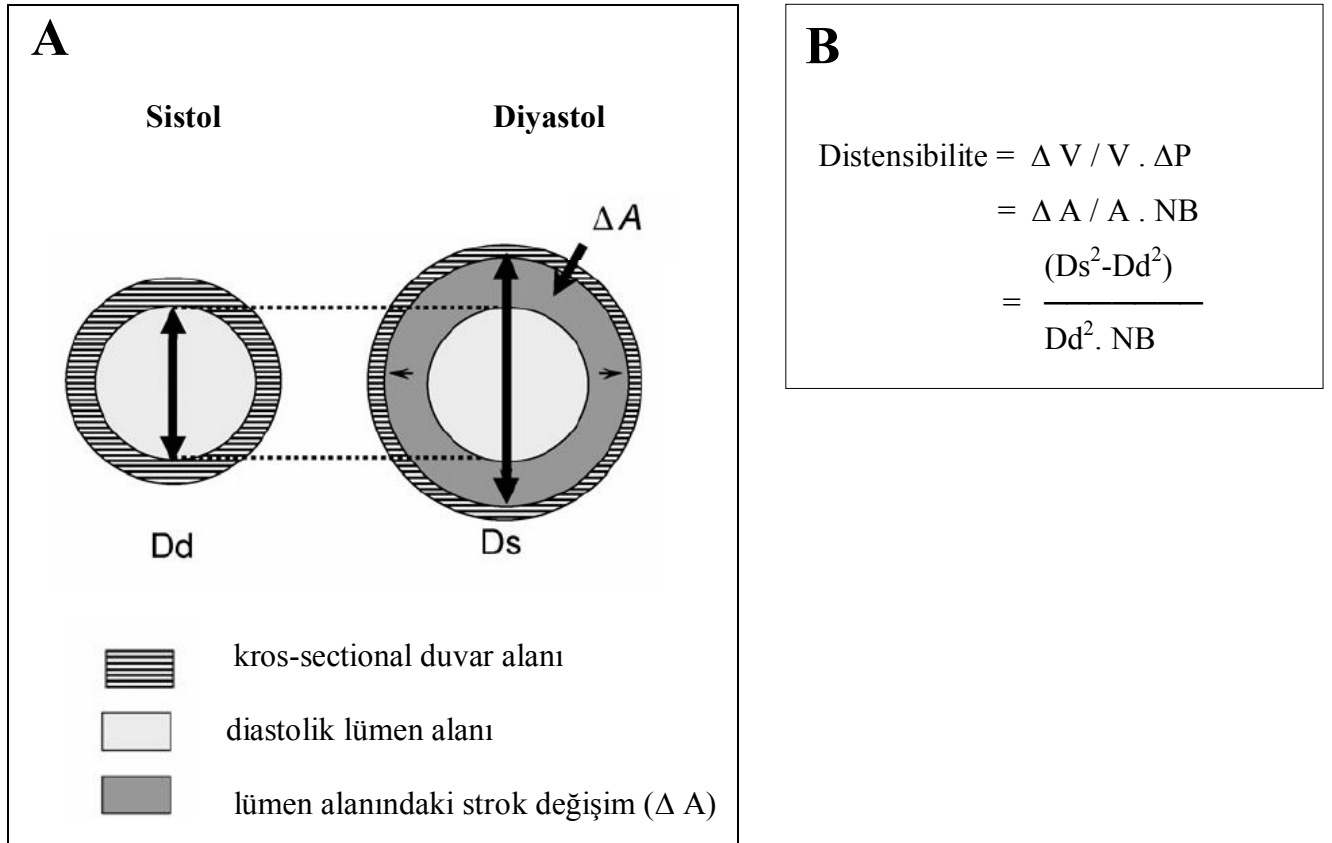 A
Sistol Diyastol
Δ A
Dd Ds
kros-sectional duvar alanı
diastolik lümen alanı
lümen alanındaki strok değişim (Δ A)
B
Distensibilite = Δ V / V . ΔP
= Δ A / A . NB
(Ds²-Dd²)
=
Dd². NB